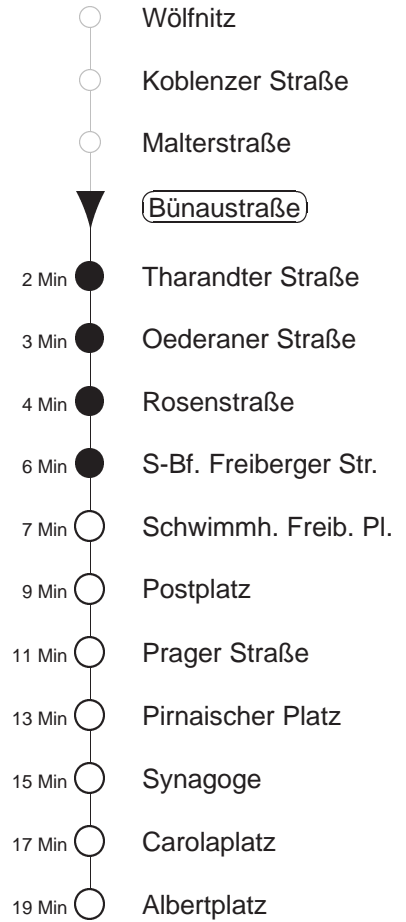 Wölfnitz
Koblenzer Straße
Malterstraße
Bünaustraße
2 Min Tharandter Straße
3 Min Oederaner Straße
4 Min Rosenstraße
6 Min S-Bf. Freiberger Str.
7 Min Schwimmh. Freib. Pl.
9 Min Postplatz
11 Min Prager Straße
13 Min Pirnaischer Platz
15 Min Synagoge
17 Min Carolaplatz
19 Min Albertplatz